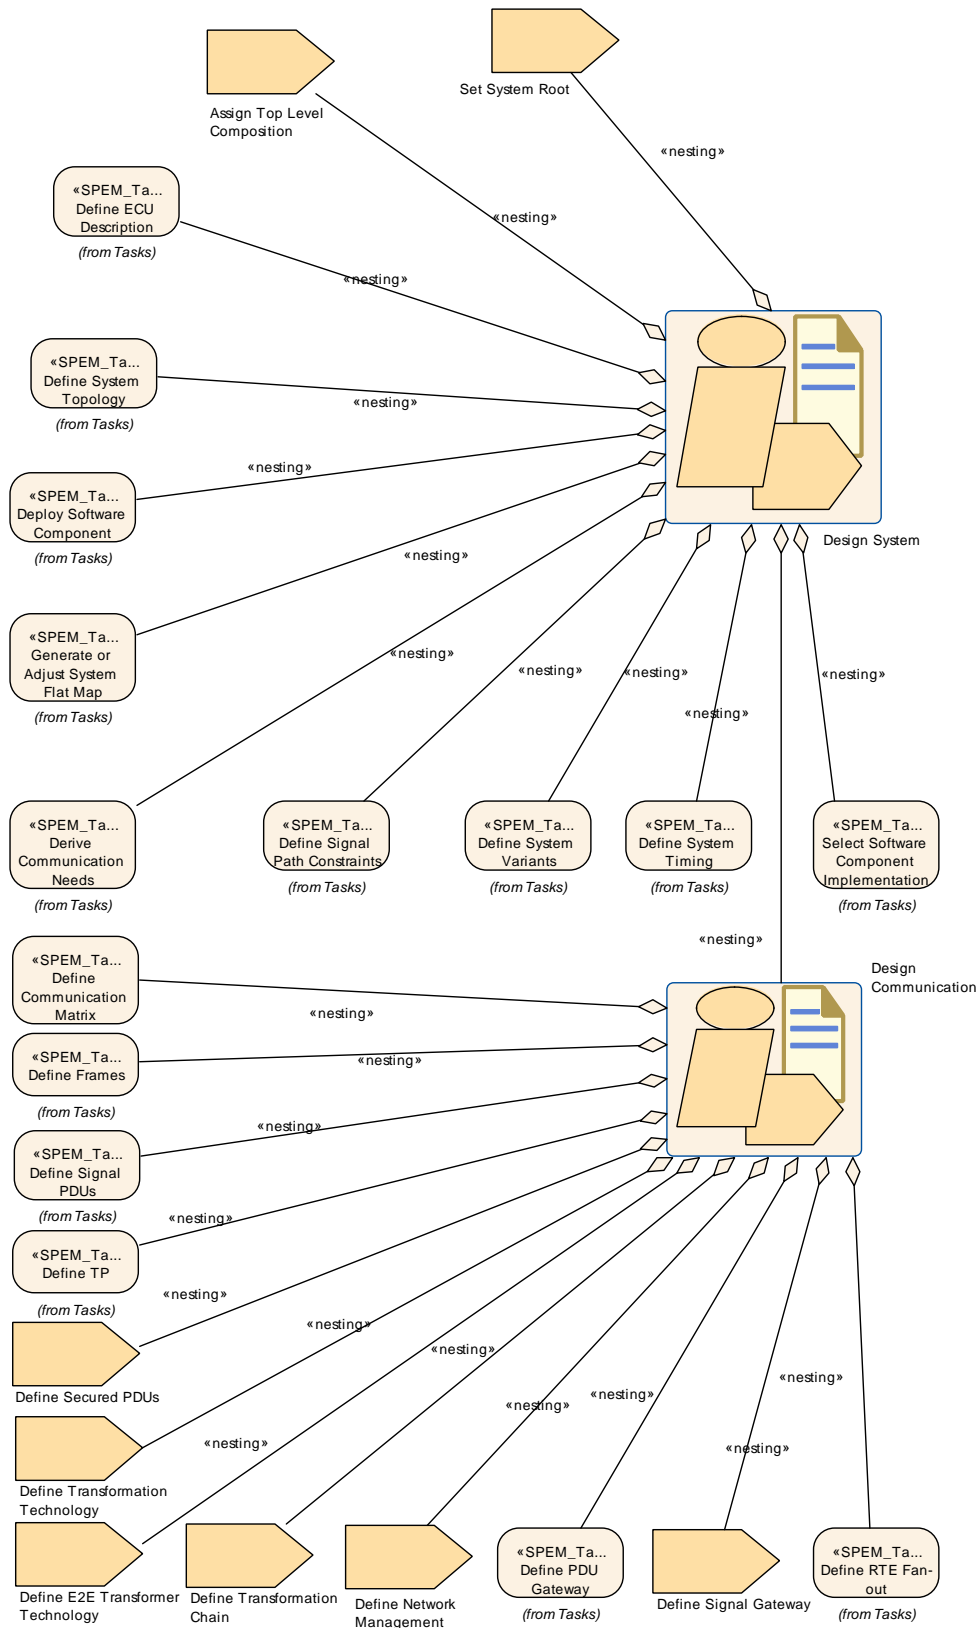 Set System Root
Assign Top Level
Composition
«nesting»
«SPEM_Ta...
Define ECU
Description
(from Tasks)
«nesting»
«nesting»
«SPEM_Ta...
Define System
Topology
(from Tasks)
«nesting»
«nesting»
«SPEM_Ta...
Deploy Software
Component
(from Tasks)
Design System
«nesting»
«SPEM_Ta...
Generate or
Adjust System
Flat Map
(from Tasks)
«nesting»
«nesting»
«nesting»
«nesting»
«nesting»
«SPEM_Ta...
Derive
Communication
Needs
(from Tasks)
«SPEM_Ta...
Define Signal
Path Constraints
(from Tasks)
«SPEM_Ta...
Define System
Variants
(from Tasks)
«SPEM_Ta...
Define System
Timing
(from Tasks)
«SPEM_Ta...
Select Software
Component
Implementation
(from Tasks)
«nesting»
Design
Communication
«SPEM_Ta...
Define
Communication
Matrix
«nesting»
«SPEM_Ta...
Define Frames
(from Tasks)
«nesting»
«nesting»
«SPEM_Ta...
Define Signal
PDUs
(from Tasks)
«nesting»
«SPEM_Ta...
Define TP
(from Tasks)
«nesting»
«nesting»
«nesting»
Define Secured PDUs
«nesting»
«nesting»
«nesting»
«nesting»
«nesting»
Define Transformation
Technology
Define E2E Transformer
Technology
Define Transformation
Chain
Define Network
Management
«SPEM_Ta...
Define PDU
Gateway
(from Tasks)
Define Signal Gateway
«SPEM_Ta...
Define RTE Fan-
out
(from Tasks)